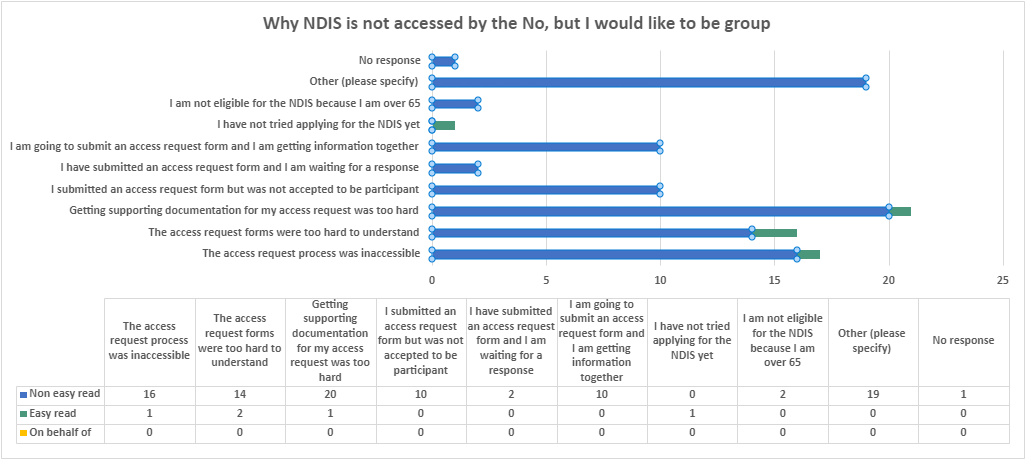 Why NDIS is not accessed by the No, but I would like to be group
No response
Other (please specify)
I am not eligible for the NDIS because I am over 65
I have not tried applying for the NDIS yet
I am going to submit an access request form and I am getting information together
I have submitted an access request form and I am waiting for a response
I submitted an access request form but was not accepted to be participant
Getting supporting documentation for my access request was too hard
The access request forms were too hard to understand
The access request process was inaccessible
0 5 10 15 20 25
The access
request process
was inaccessible
The access
request forms
were too hard to
understand
Getting
supporting
documentation
for my access
request was too
hard
I submitted an
access request
form but was not
accepted to be
participant
I have submitted
an access request
form and I am
waiting for a
response
I am going to
submit an access
request form and
I am getting
information
together
I have not tried
applying for the
NDIS yet
I am not eligible
for the NDIS
because I am
over 65
Other (please
specify)
No response
Non easy read 16 14 20 10 2 10 0 2 19 1
Easy read 1 2 1 0 0 0 1 0 0 0
On behalf of 0 0 0 0 0 0 0 0 0 0